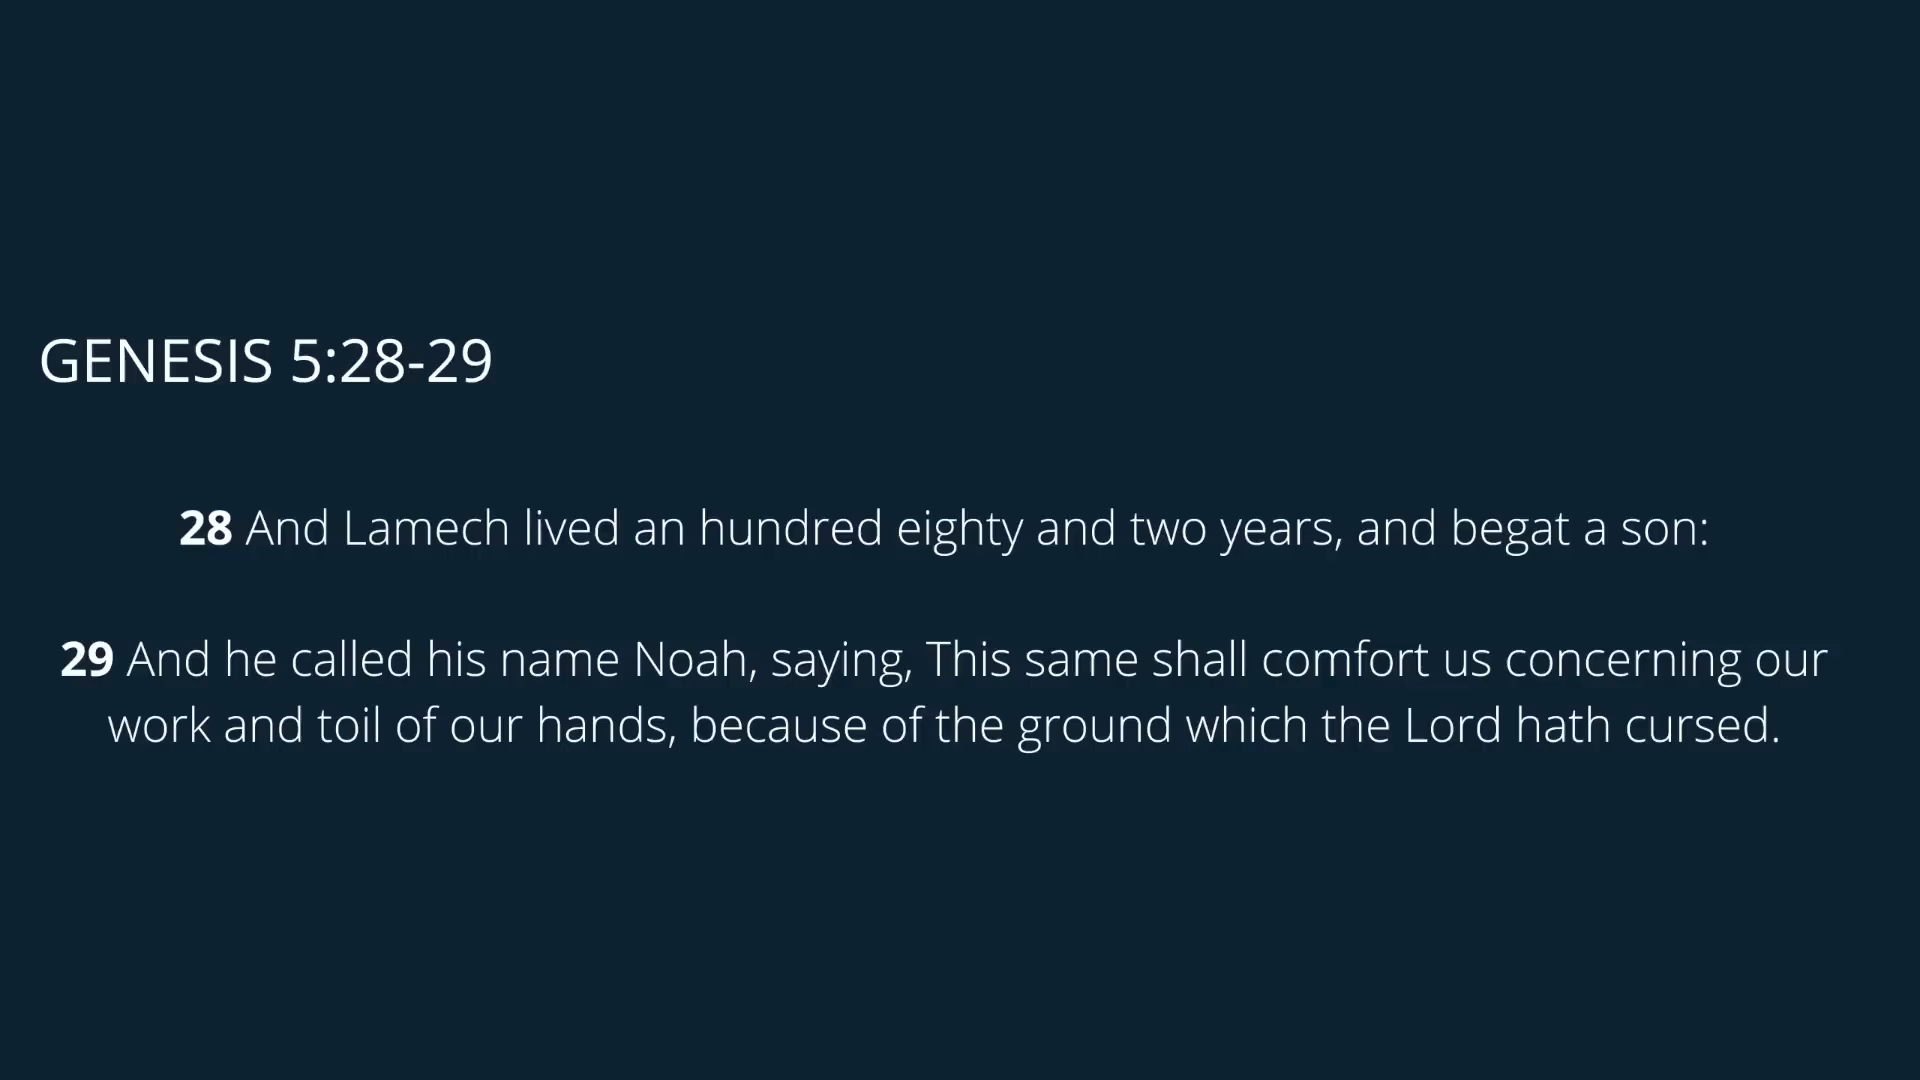 GENESIS 5:28-29
28 And Lamech lived an hundred eighty and two years, and begat a son:
29 And he called his name Noah, saying, This same shall comfort us concerning our
work and toil of our hands, because of the ground which the Lord hath cursed.